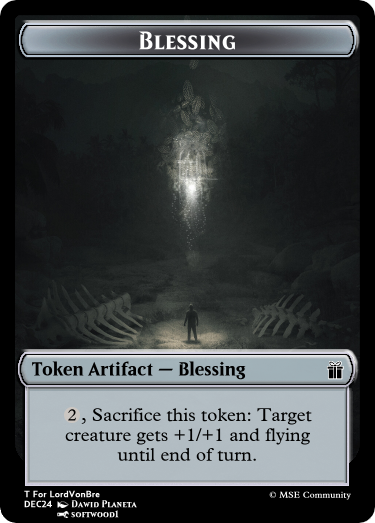 Blessing
Token Artifact — Blessing
2, Sacrifice this token: Target
creature gets +1/+1 and flying
until end of turn.
T For LordVonBre
DEC24 Dawid Planeta
© MSE Community
softwood1